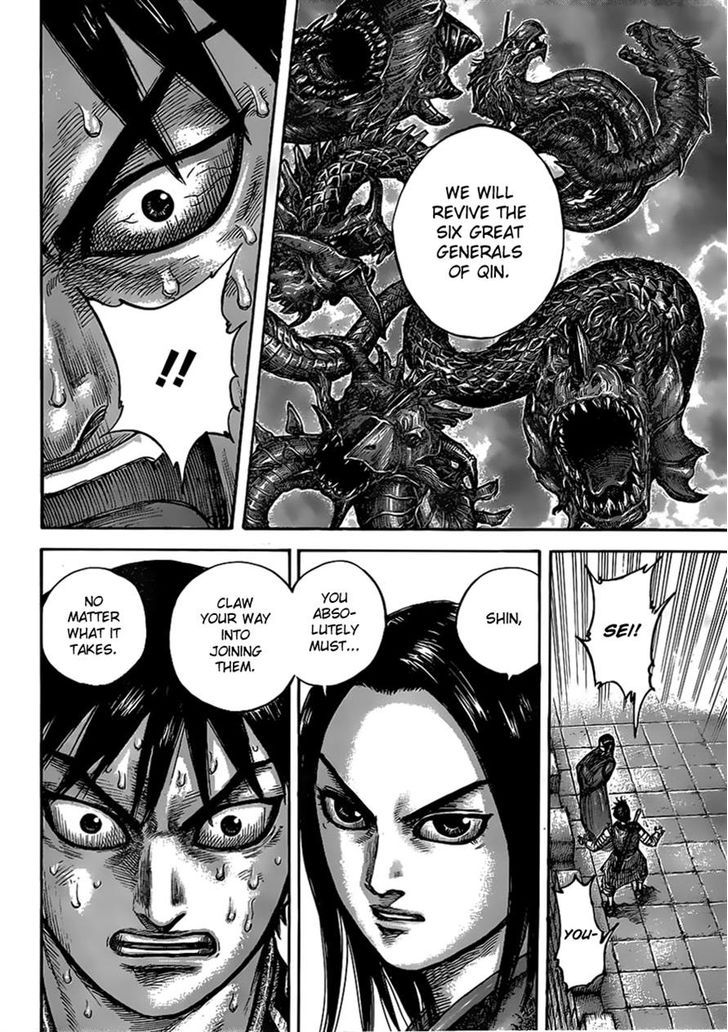 WE WILL
REVIVE THE
SIX GREAT
GENERALS
OF QIN.
!!
SEI!
YOU-
SHIN,
YOU
ABSO-
LUTELY
MUST...
CLAW
YOUR WAY
INTO
JOINING
THEM.
NO
MATTER
WHAT IT
TAKES.